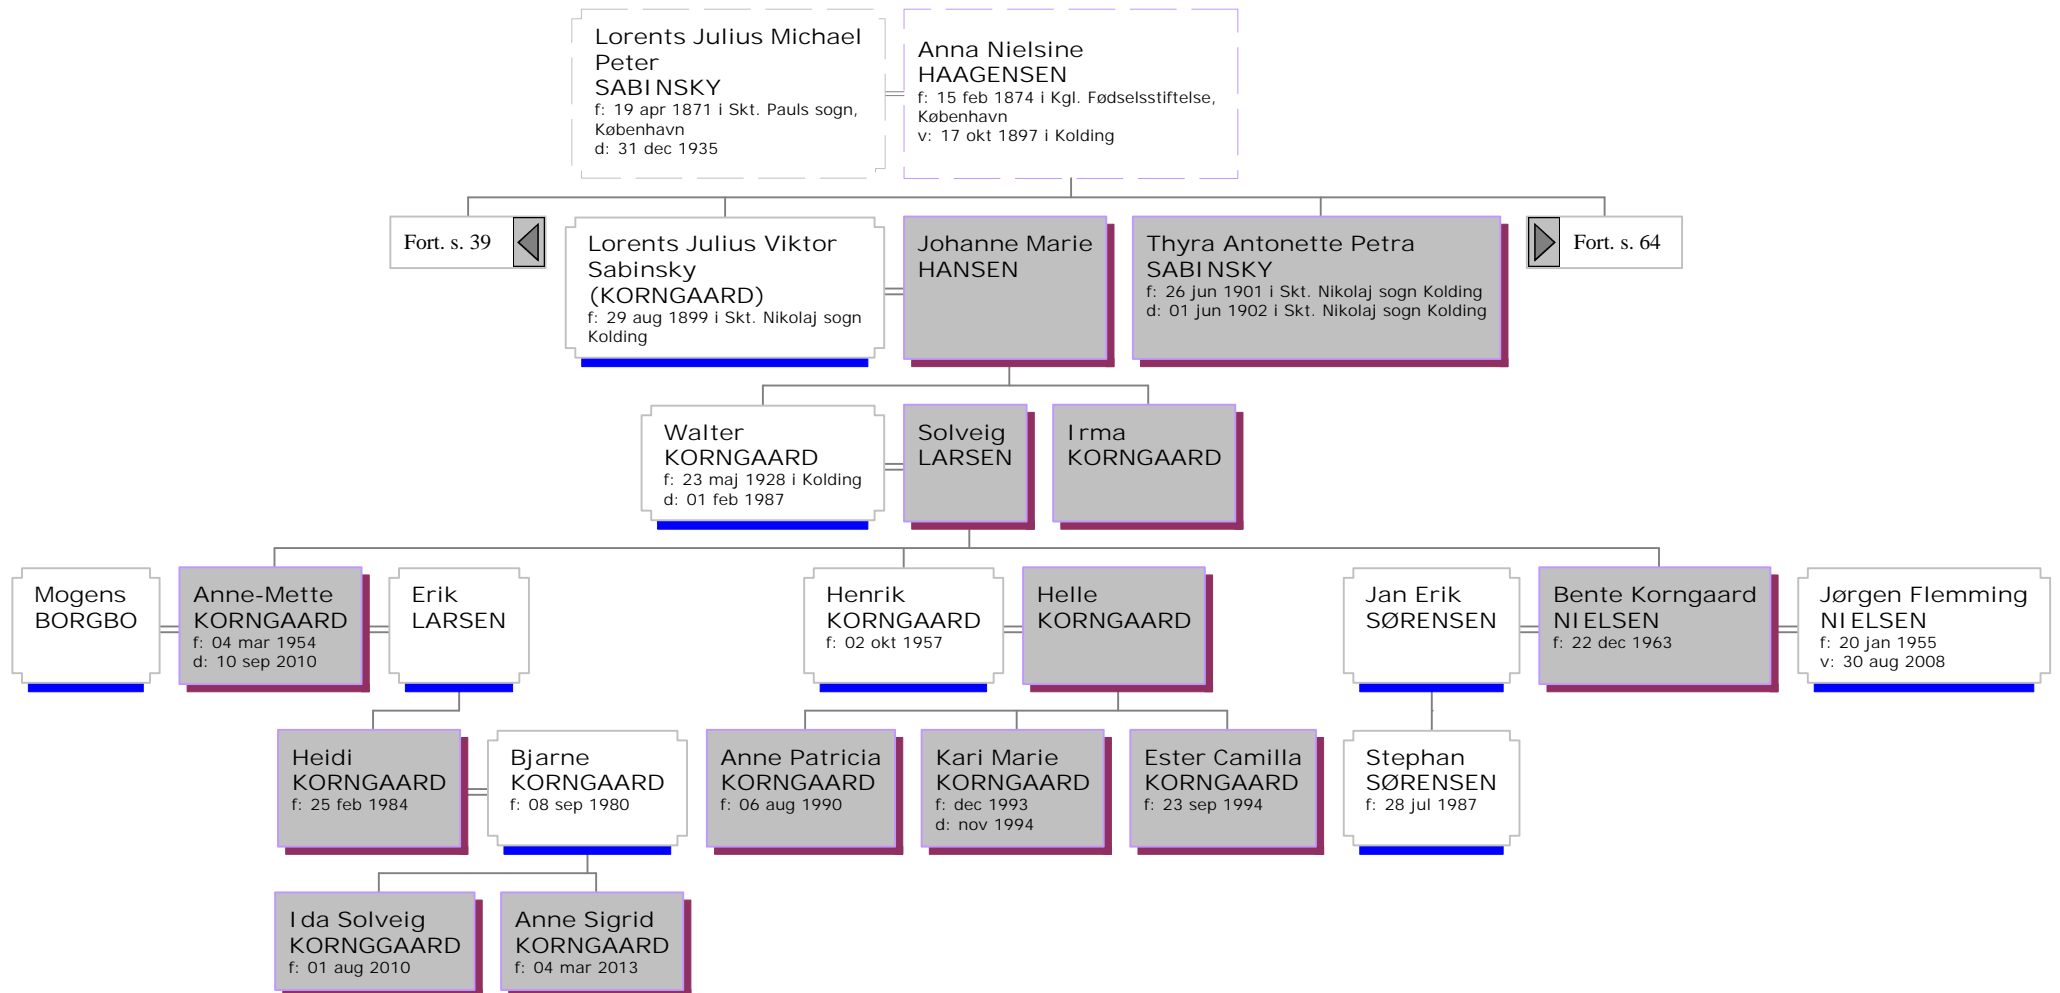 Lorents Julius Michael
Peter
SABINSKY
f: 19 apr 1871 i Skt. Pauls sogn,
København
d: 31 dec 1935
Anna Nielsine
HAAGENSEN
f: 15 feb 1874 i Kgl. Fødselsstiftelse,
København
v: 17 okt 1897 i Kolding
Fort. s. 39
Lorents Julius Viktor
Sabinsky
(KORNGAARD)
f: 29 aug 1899 i Skt. Nikolaj sogn
Kolding
Johanne Marie
HANSEN
Thyra Antonette Petra
SABINSKY
f: 26 jun 1901 i Skt. Nikolaj sogn Kolding
d: 01 jun 1902 i Skt. Nikolaj sogn Kolding
Fort. s. 64
Walter
KORNGAARD
f: 23 maj 1928 i Kolding
d: 01 feb 1987
Solveig
LARSEN
Irma
KORNGAARD
Mogens
BORGBO
Anne-Mette
KORNGAARD
f: 04 mar 1954
d: 10 sep 2010
Erik
LARSEN
Henrik
KORNGAARD
f: 02 okt 1957
Helle
KORNGAARD
Jan Erik
SØRENSEN
Bente Korngaard
NIELSEN
f: 22 dec 1963
Jørgen Flemming
NIELSEN
f: 20 jan 1955
v: 30 aug 2008
Heidi
KORNGAARD
f: 25 feb 1984
Bjarne
KORNGAARD
f: 08 sep 1980
Anne Patricia
KORNGAARD
f: 06 aug 1990
Kari Marie
KORNGAARD
f: dec 1993
d: nov 1994
Ester Camilla
KORNGAARD
f: 23 sep 1994
Stephan
SØRENSEN
f: 28 jul 1987
Ida Solveig
KORNGGAARD
f: 01 aug 2010
Anne Sigrid
KORNGAARD
f: 04 mar 2013